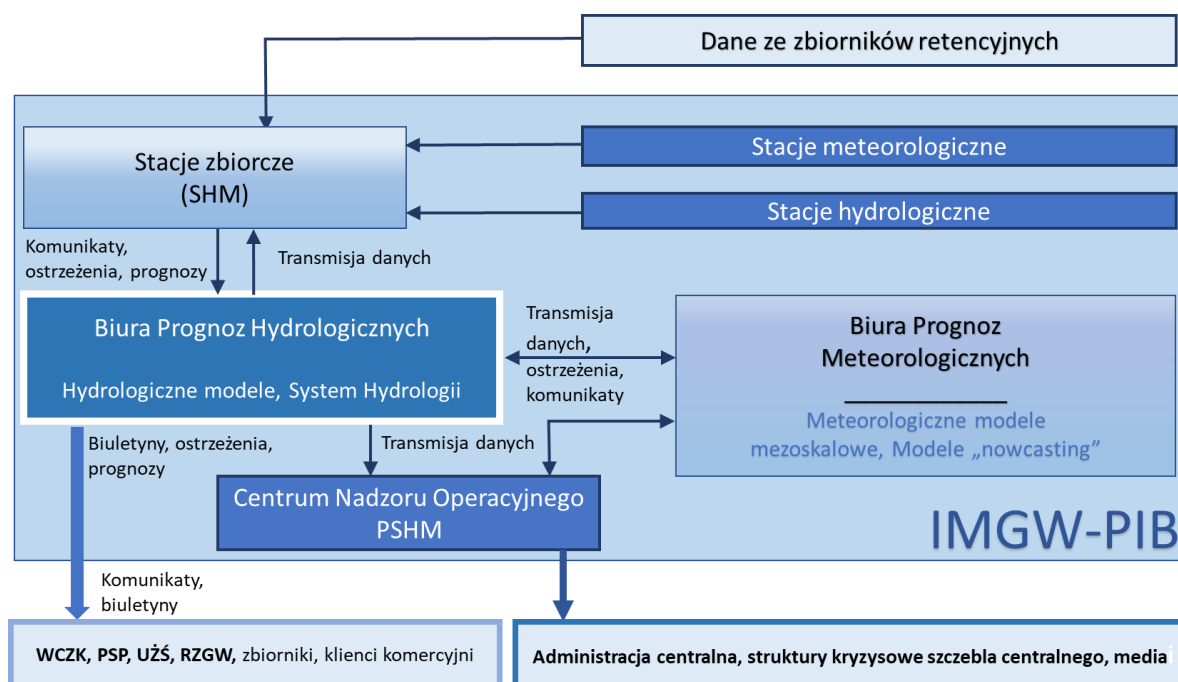 Dane ze zbiorników retencyjnych
Stacje zbiorcze
(SHM)
Stacje meteorologiczne
Stacje hydrologiczne
Komunikaty,
ostrzeżenia, prognozy
Transmisja danych
Biura Prognoz Hydrologicznych
Hydrologiczne modele, System Hydrologii
Transmisja
danych,
ostrzeżenia,
komunikaty
Biura Prognoz
Meteorologicznych
Meteorologiczne modele
mezoskalowe, Modele „nowcasting”
Biuletyny, ostrzeżenia,
prognozy
Transmisja danych
Centrum Nadzoru Operacyjnego
PSHM
IMGW-PIB
Komunikaty,
biuletyny
WCZK, PSP, UŻŚ, RZGW, zbiorniki, klienci komercyjni
Administracja centralna, struktury kryzysowe szczebla centralnego, media